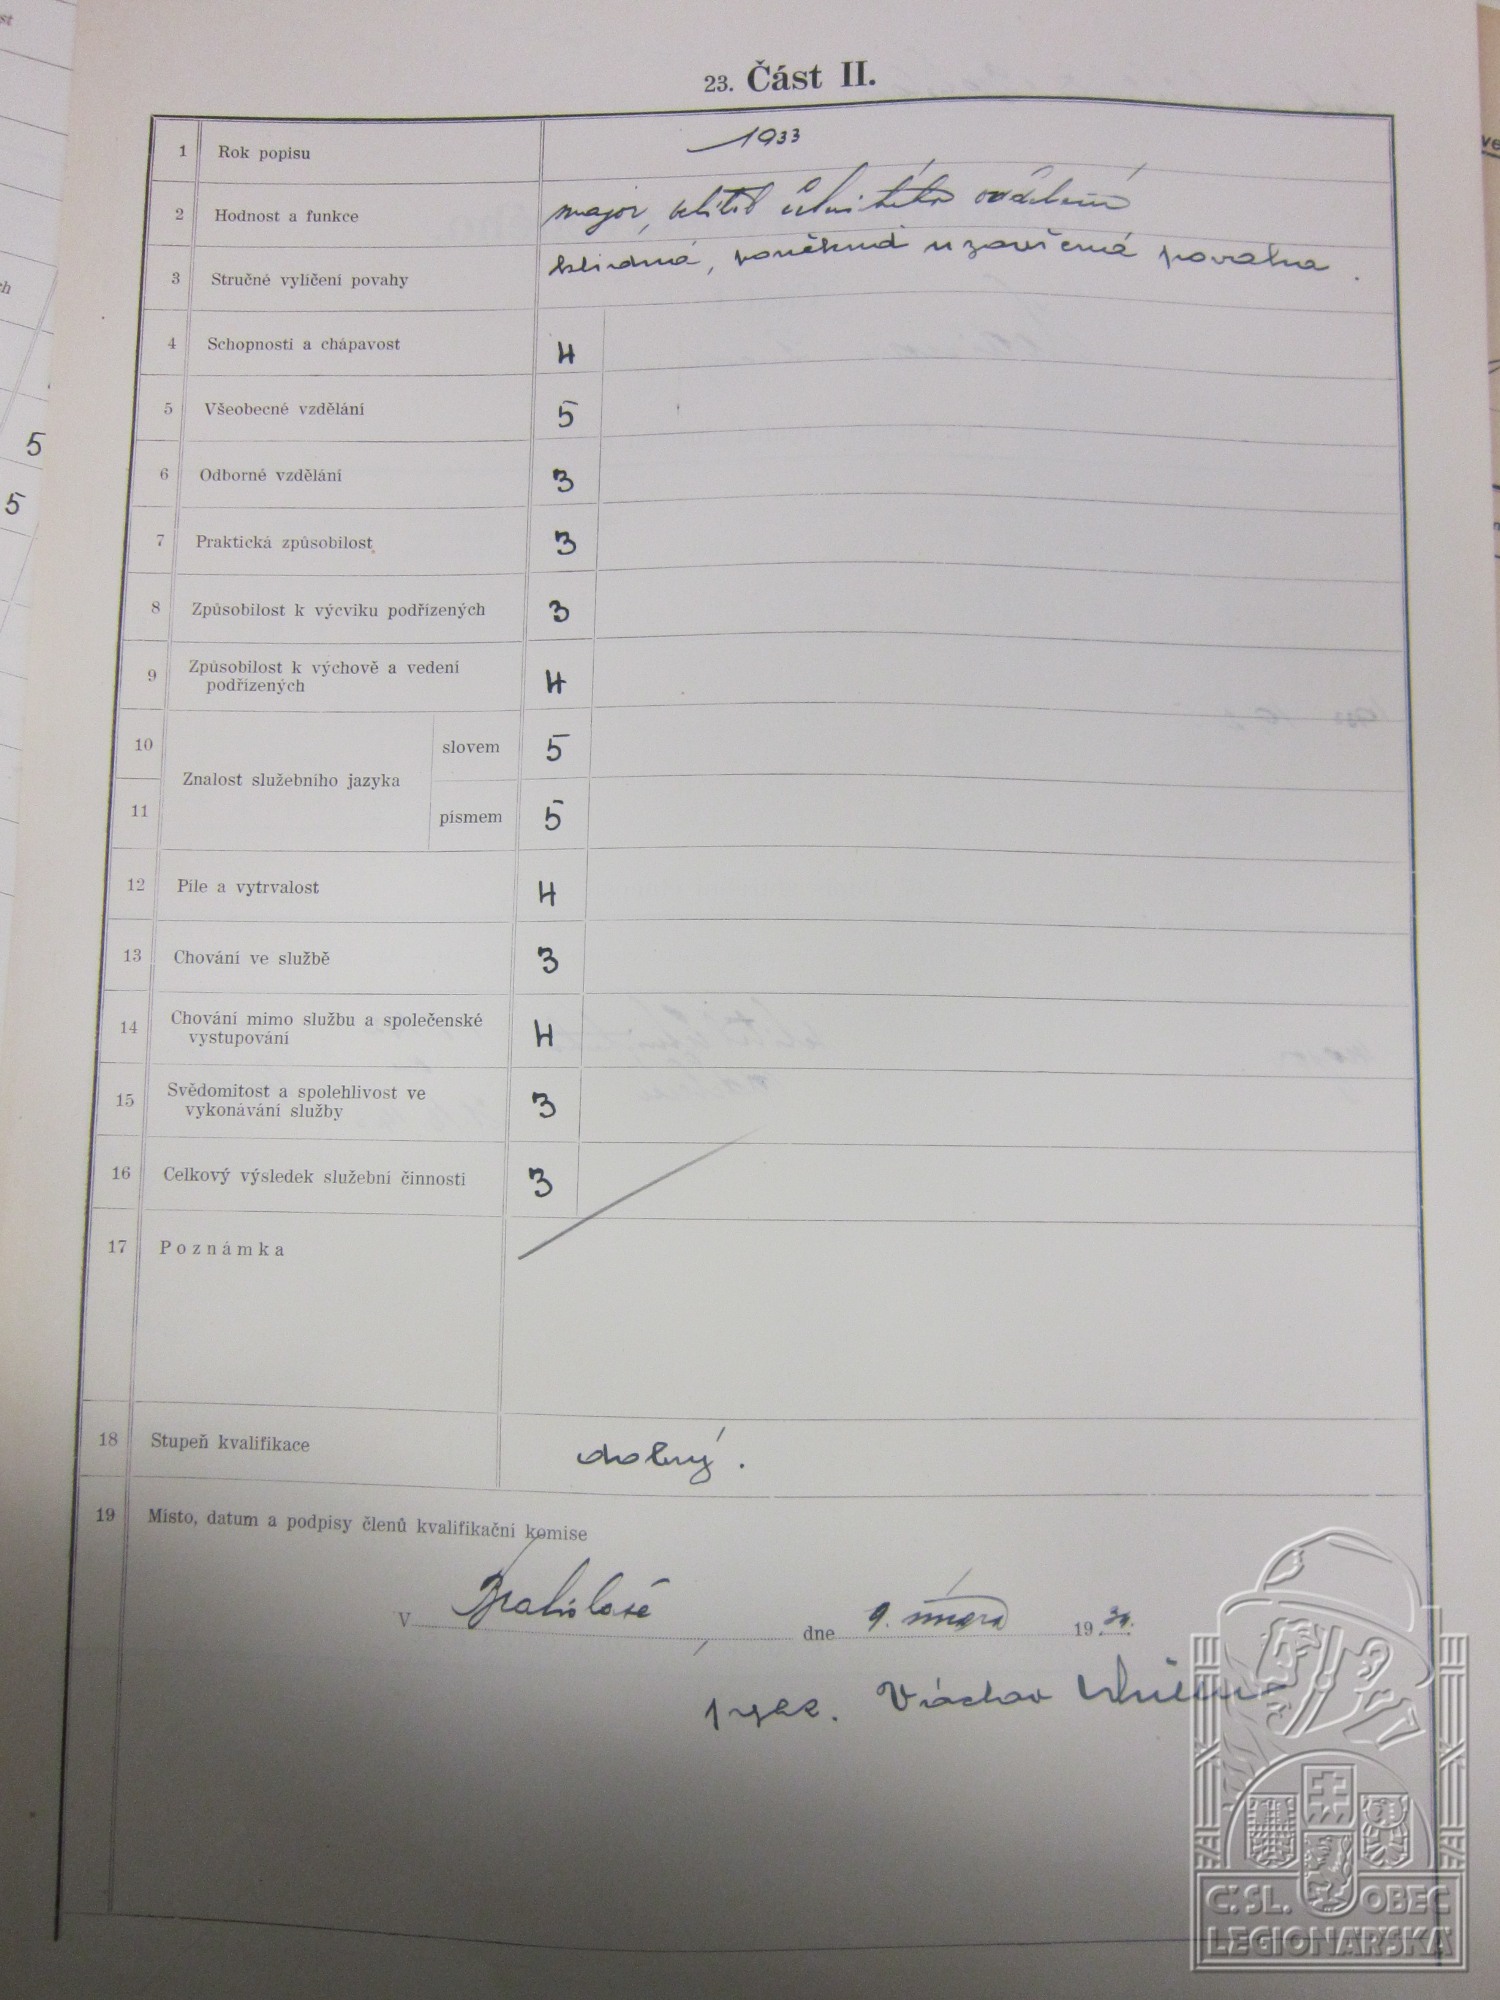 23. Část II.
1 Rok popisu 1933
2 Hodnost a funkce major, velitel oddělení
3 Stručné vylíčení povahy klidná, poněkud uzavřená povaha.
4 Schopnosti a chápavost 4
5 Všeobecné vzdělání 5
6 Odborné vzdělání 3
7 Praktická způsobilost 3
8 Způsobilost k výcviku podřízených 3
9 Způsobilost k výchově a vedení
podřízených 4
10 Znalost služebního jazyka slovem 5
11 písmem 5
12 Píle a vytrvalost 4
13 Chování ve službě 3
14 Chování mimo službu a společenské
vystupování 4
15 Svědomitost a spolehlivost ve
vykonávání služby 3
16 Celkový výsledek služební činnosti 3
17 Poznámka
18 Stupeň kvalifikace dobrý.
19 Místo, datum a podpisy členů kvalifikační komise
V Bratislavě dne 9. února 1934.
Václav
Č.SL. OBEC
LEGIONÁŘSKÁ
5
5